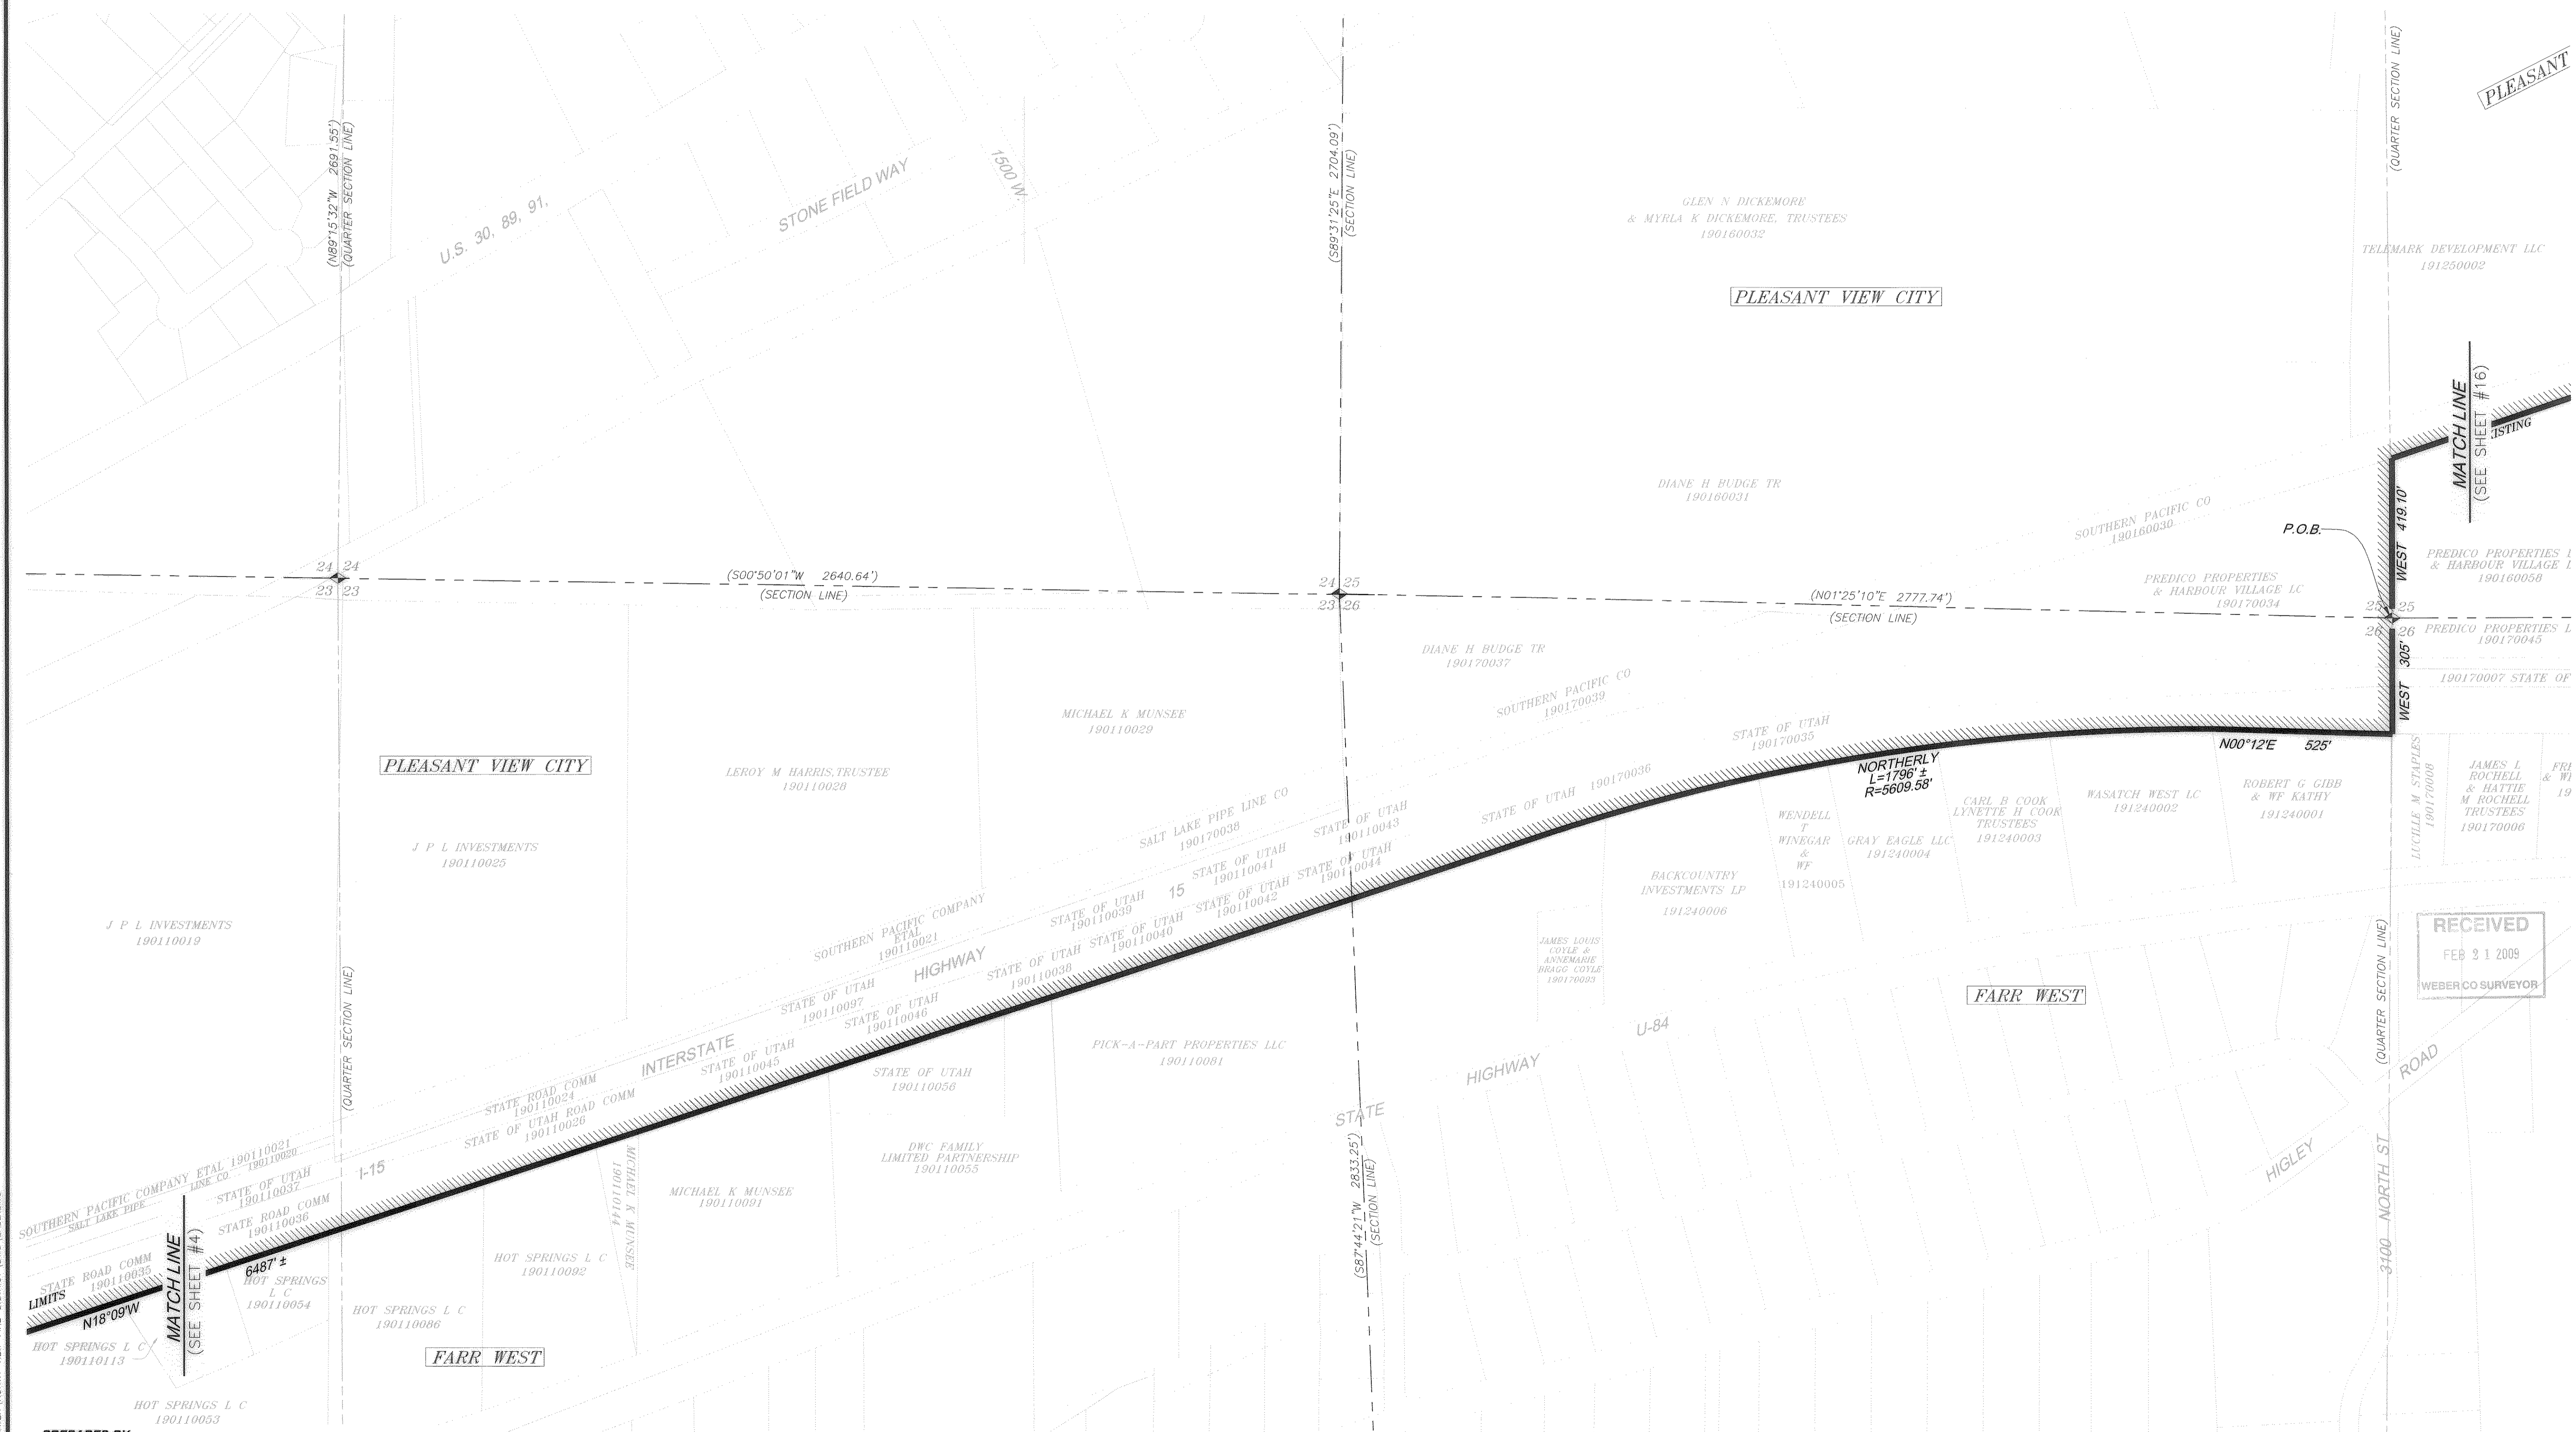 (N89°15'32"W 2691.55')
(QUARTER SECTION LINE)
U.S. 30, 89, 91,
STONE FIELD WAY
1500 W.
(S89°31'25"E 2704.09')
(SECTION LINE)
(QUARTER SECTION LINE)
PLEASANT
GLEN N DICKEMORE
& MYRLA K DICKEMORE, TRUSTEES
190160032
TELEMARK DEVELOPMENT LLC
191250002
PLEASANT VIEW CITY
MATCH LINE
(SEE SHEET #16)
ISTING
DIANE H BUDGE TR
190160031
SOUTHERN PACIFIC CO
190160030
P.O.B.
WEST 419.10'
PREDICO PROPERTIES L
& HARBOUR VILLAGE L
190160058
24 24
23 23
(S00°50'01"W 2640.64')
(SECTION LINE)
24 25
23 26
(N01°25'10"E 2777.74')
(SECTION LINE)
PREDICO PROPERTIES
& HARBOUR VILLAGE LC
190170034
25 25
26 26
PREDICO PROPERTIES L
190170045
WEST 305'
190170007 STATE OF
DIANE H BUDGE TR
190170037
SOUTHERN PACIFIC CO
190170039
STATE OF UTAH
190170035
MICHAEL K MUNSEE
190110029
N00°12'E 525'
PLEASANT VIEW CITY
LEROY M HARRIS,TRUSTEE
190110028
NORTHERLY
L=1796' ±
R=5609.58'
STATE OF UTAH 190170036
SALT LAKE PIPE LINE CO
190170038
STATE OF UTAH
190110043
STATE OF UTAH
190110041
STATE OF UTAH
190110044
J P L INVESTMENTS
190110025
WENDELL
T
WINEGAR
&
WF
191240005
GRAY EAGLE LLC
191240004
CARL B COOK
LYNETTE H COOK
TRUSTEES
191240003
WASATCH WEST LC
191240002
ROBERT G GIBB
& WF KATHY
191240001
LUCILLE M STAPLES
190170008
JAMES L
ROCHELL
& HATTIE
M ROCHELL
TRUSTEES
190170006
FRE
& WI
19
BACKCOUNTRY
INVESTMENTS LP
191240006
J P L INVESTMENTS
190110019
SOUTHERN PACIFIC COMPANY
ETAL
190110021
STATE OF UTAH
190110039
15
STATE OF UTAH
190110042
STATE OF UTAH
190110040
STATE OF UTAH
190110038
HIGHWAY
STATE OF UTAH
190110097
STATE OF UTAH
190110046
JAMES LOUIS
COYLE &
ANNEMARIE
BRAGG COYLE
190170093
FARR WEST
(QUARTER SECTION LINE)
RECEIVED
FEB 2 1 2009
WEBER CO SURVEYOR
(QUARTER SECTION LINE)
INTERSTATE
STATE OF UTAH
190110045
STATE OF UTAH
190110056
PICK-A-PART PROPERTIES LLC
190110081
HIGHWAY
U-84
STATE
ROAD
HIGLEY
3100 NORTH ST
STATE ROAD COMM
190110024
STATE OF UTAH ROAD COMM
190110026
DWC FAMILY
LIMITED PARTNERSHIP
190110055
MICHAEL K MUNSEE
190110144
MICHAEL K MUNSEE
190110091
(S87°44'21"W 2833.25')
(SECTION LINE)
SOUTHERN PACIFIC COMPANY ETAL 190110021
SALT LAKE PIPE LINE CO 190110020
STATE OF UTAH
190110037
I-15
STATE ROAD COMM
190110036
STATE ROAD COMM
190110035
LIMITS
N18°09'W
MATCH LINE
(SEE SHEET #4)
6487' ±
HOT SPRINGS
L C
190110054
HOT SPRINGS L C
190110092
HOT SPRINGS L C
190110086
HOT SPRINGS L C
190110113
FARR WEST
HOT SPRINGS L C
190110053